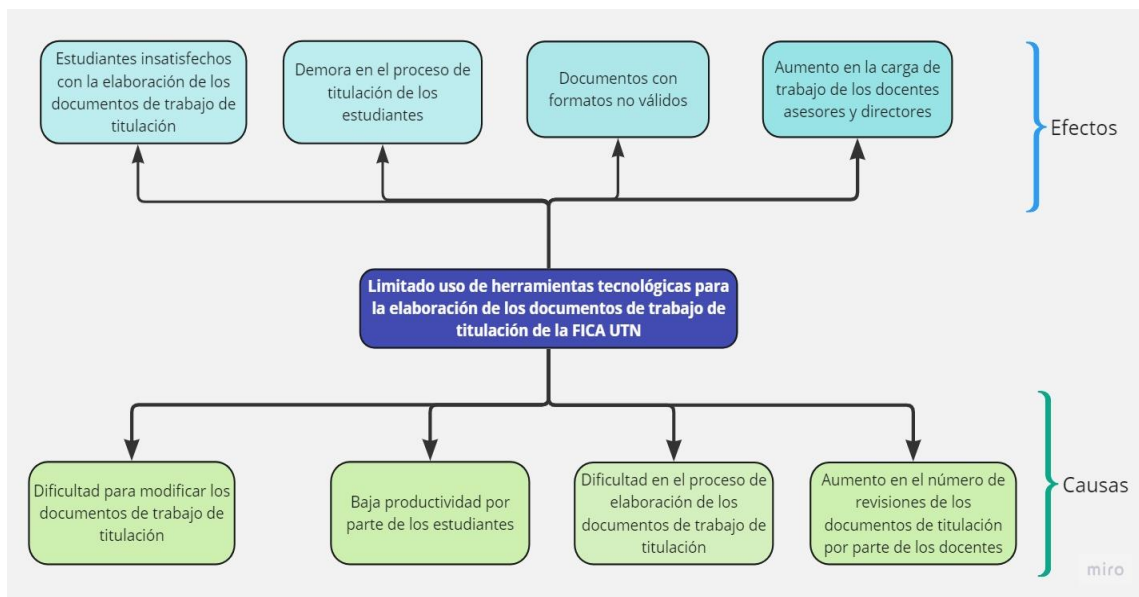 Estudiantes insatisfechos
con la elaboración de los
documentos de trabajo de
titulación
Demora en el proceso de
titulación de los
estudiantes
Documentos con
formatos no válidos
Aumento en la carga de
trabajo de los docentes
asesores y directores
Efectos
Limitado uso de herramientas tecnológicas para
la elaboración de los documentos de trabajo de
titulación de la FICA UTN
Dificultad para modificar los
documentos de trabajo de
titulación
Baja productividad por
parte de los estudiantes
Dificultad en el proceso de
elaboración de los
documentos de trabajo de
titulación
Aumento en el número de
revisiones de los
documentos de titulación
por parte de los docentes
Causas
miro